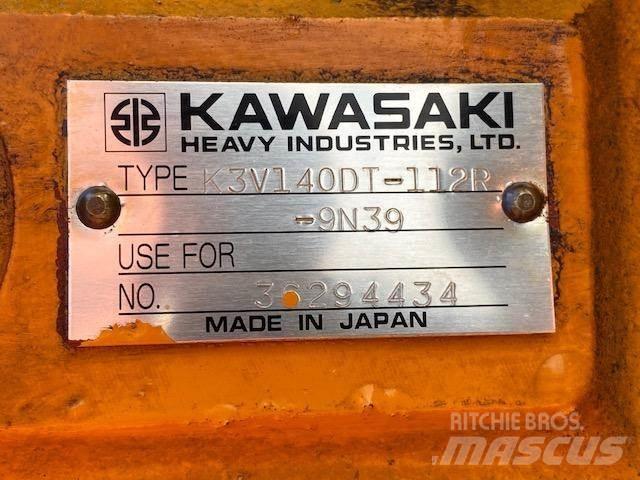 KAWASAKI
HEAVY INDUSTRIES, LTD.
TYPE K3V140DT-112R
-9N39
USE FOR
NO. 36294434
MADE IN JAPAN
RITCHIE BROS.
MASCUS